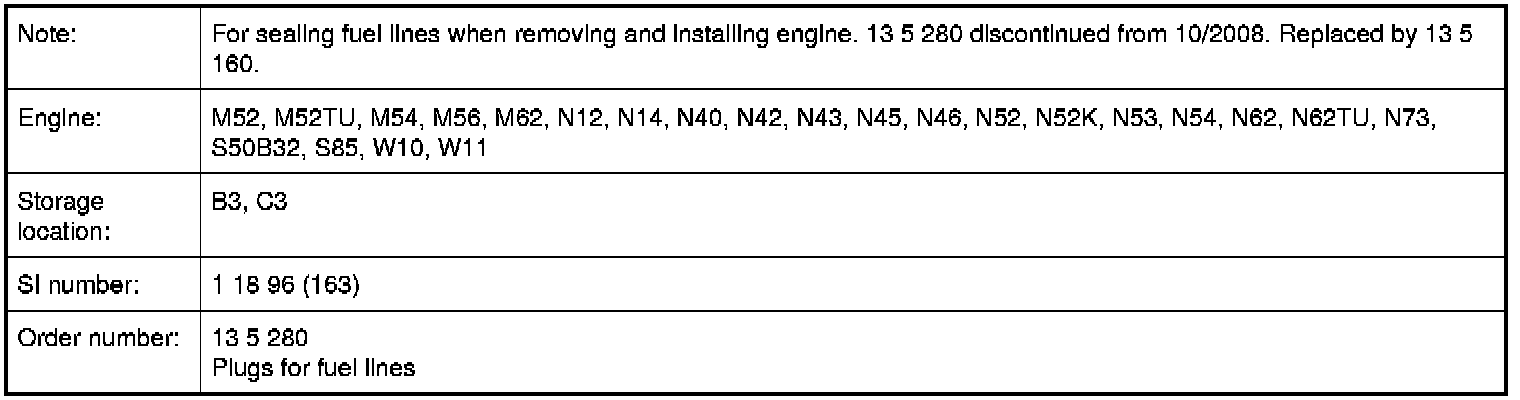 Note: For sealing fuel lines when removing and installing engine. 13 5 280 discontinued from 10/2008. Replaced by 13 5
160.
Engine: M52, M52TU, M54, M56, M62, N12, N14, N40, N42, N43, N45, N46, N52, N52K, N53, N54, N62, N62TU, N73,
S50B32, S85, W10, W11
Storage B3, C3
location:
SI number: 1 18 96 (163)
Order number: 13 5 280
Plugs for fuel lines